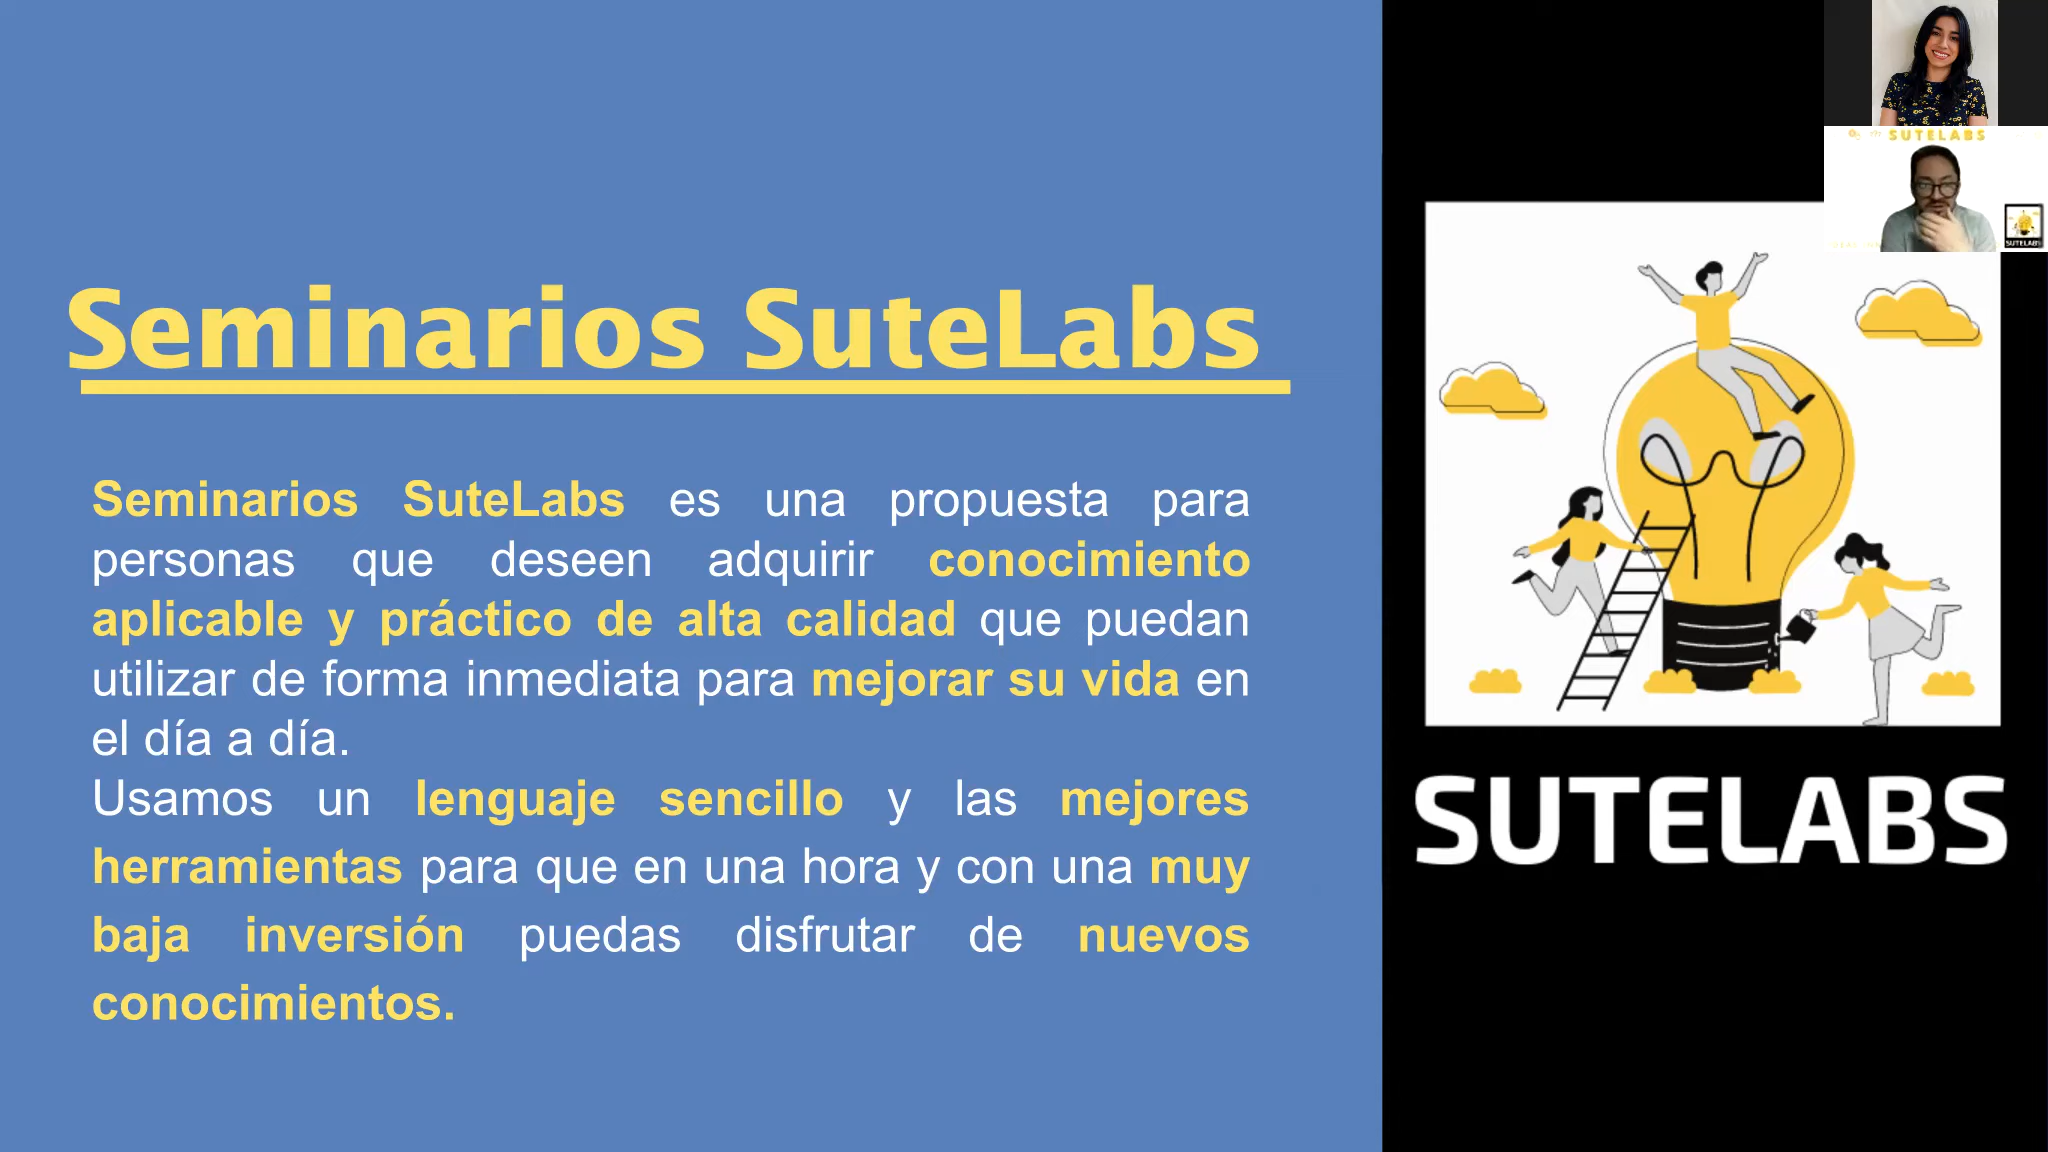 SUTELABS
SUTELABS
Seminarios SuteLabs
Seminarios SuteLabs es una propuesta para
personas que deseen adquirir conocimiento
aplicable y práctico de alta calidad que puedan
utilizar de forma inmediata para mejorar su vida en
el día a día.
Usamos un lenguaje sencillo y las mejores
herramientas para que en una hora y con una muy
baja inversión puedas disfrutar de nuevos
conocimientos.
SUTELABS